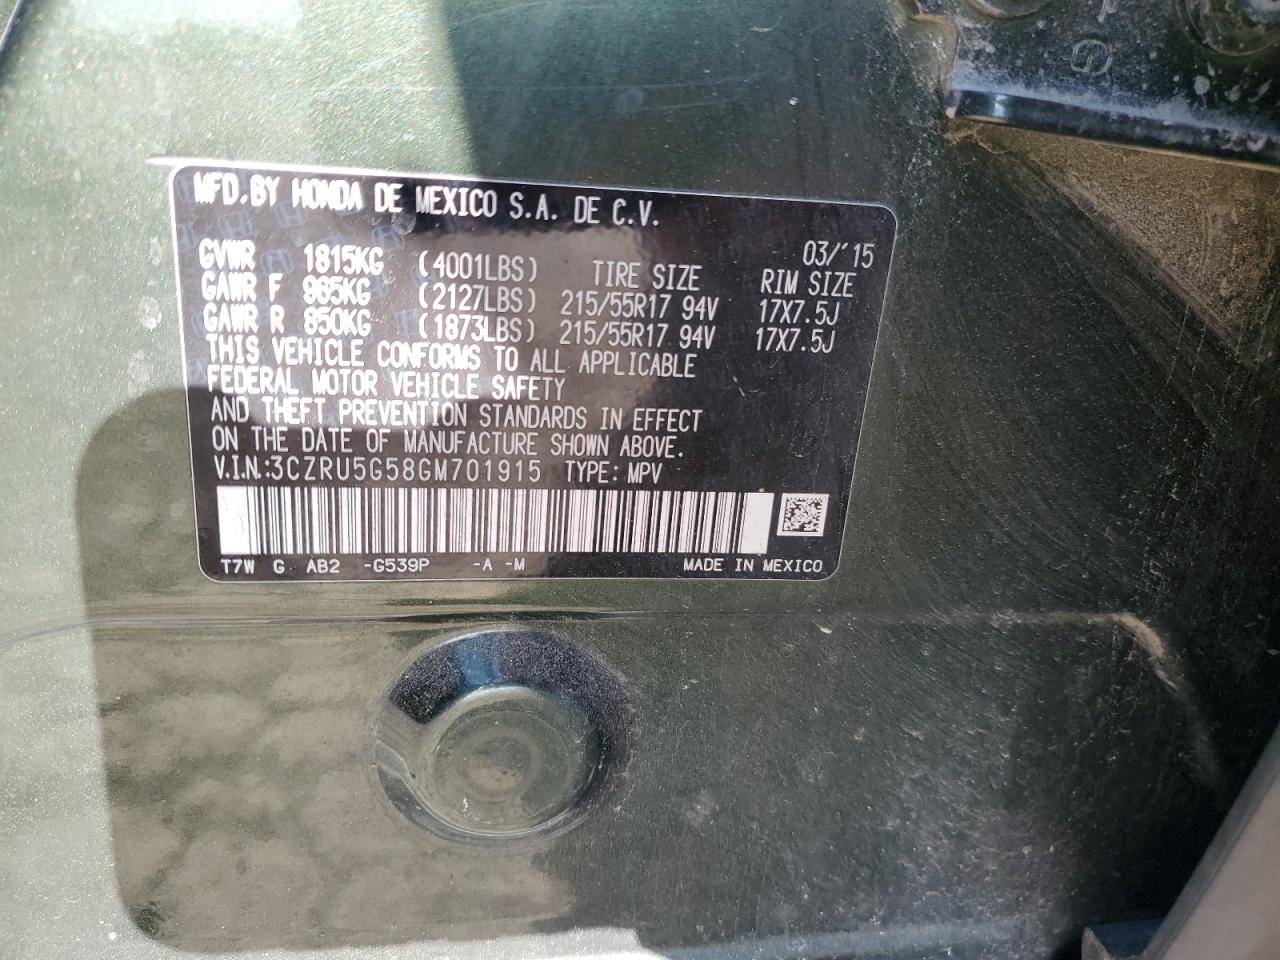 MFD.BY HONDA DE MEXICO S.A. DE C.V.
03/'15
GVWR 1815KG (4001LBS) TIRE SIZE RIM SIZE
GAWR F 965KG (2127LBS) 215/55R17 94V 17X7.5J
GAWR R 850KG (1873LBS) 215/55R17 94V 17X7.5J
THIS VEHICLE CONFORMS TO ALL APPLICABLE
FEDERAL MOTOR VEHICLE SAFETY
AND THEFT PREVENTION STANDARDS IN EFFECT
ON THE DATE OF MANUFACTURE SHOWN ABOVE.
V.I.N.:3CZRU5G58GM701915 TYPE: MPV
T7W G AB2 -G539P -A -M MADE IN MEXICO